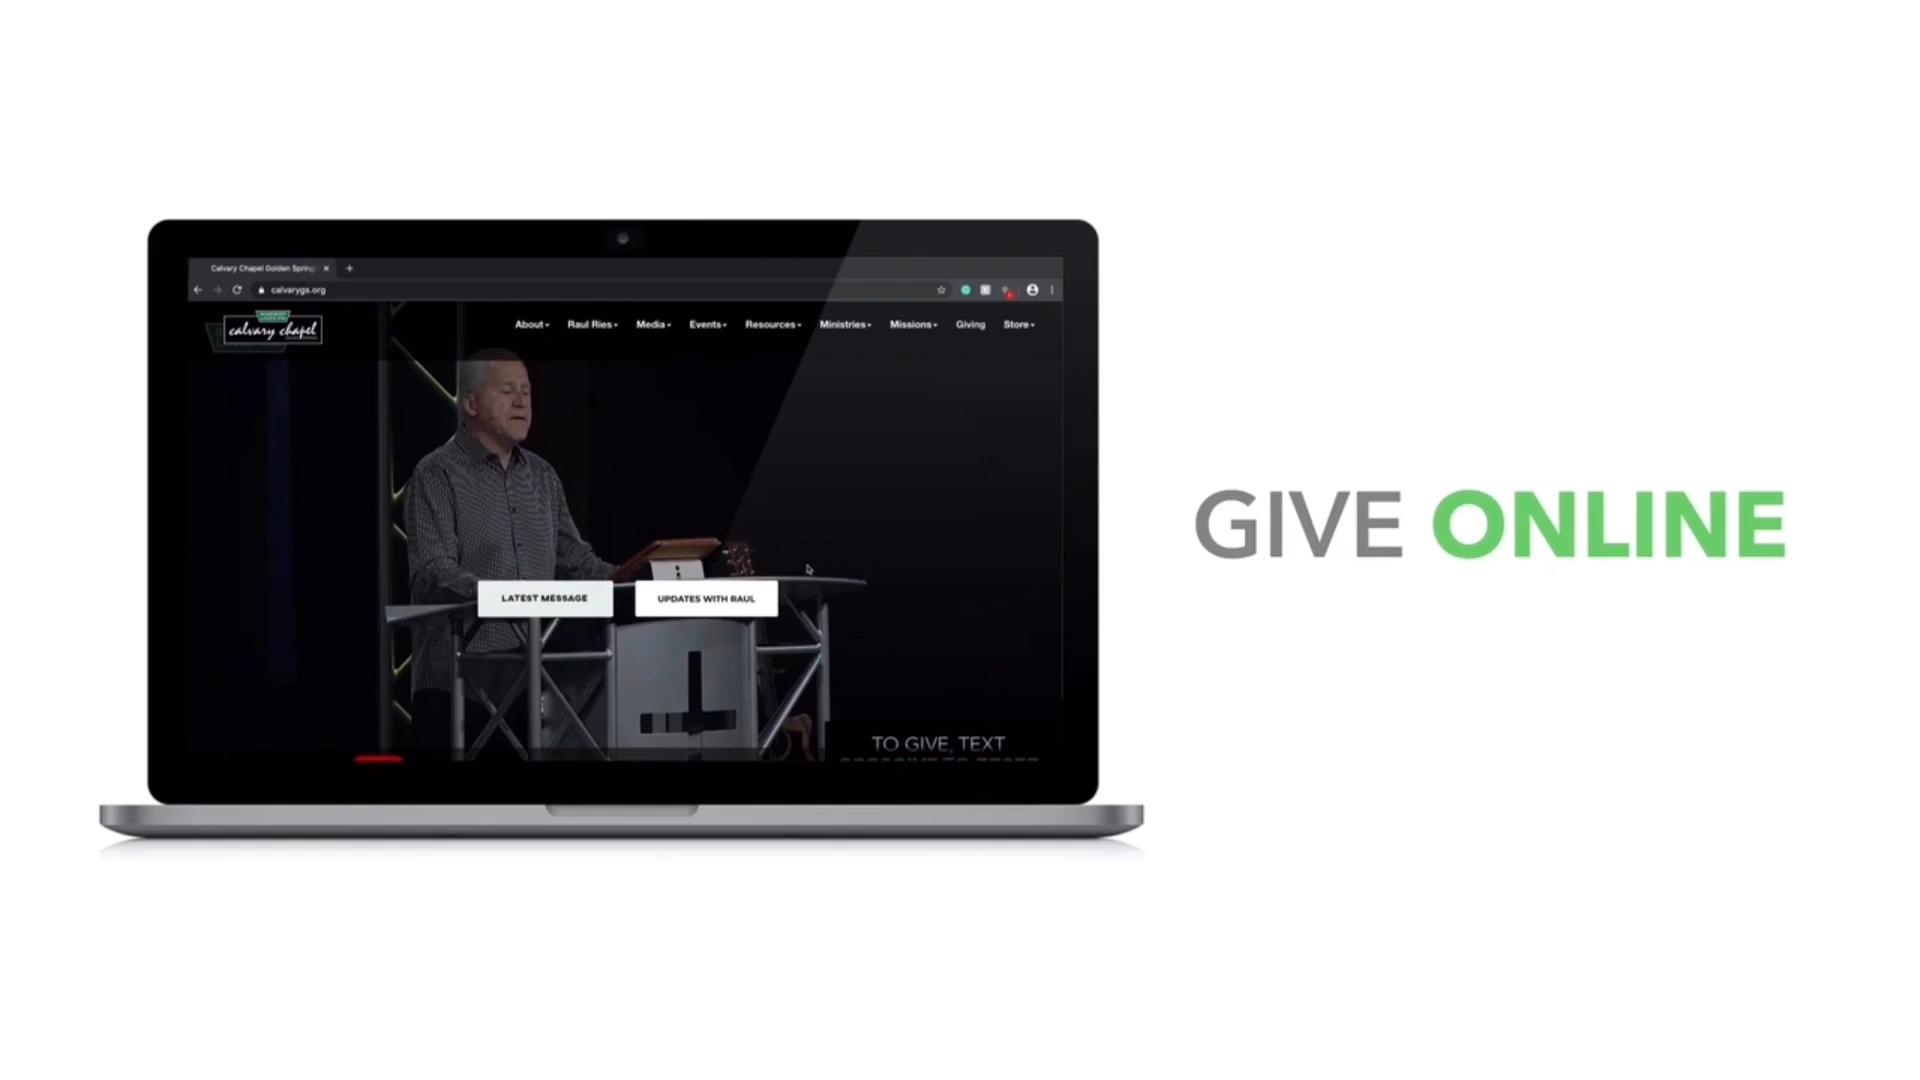 Calvary Chapel Golden Springs
calvarygs.org
calvary chapel
About
Raul Ries
Media
Events
Resources
Ministries
Missions
Giving
Store
LATEST MESSAGE
UPDATES WITH RAUL
TO GIVE, TEXT
GIVE ONLINE